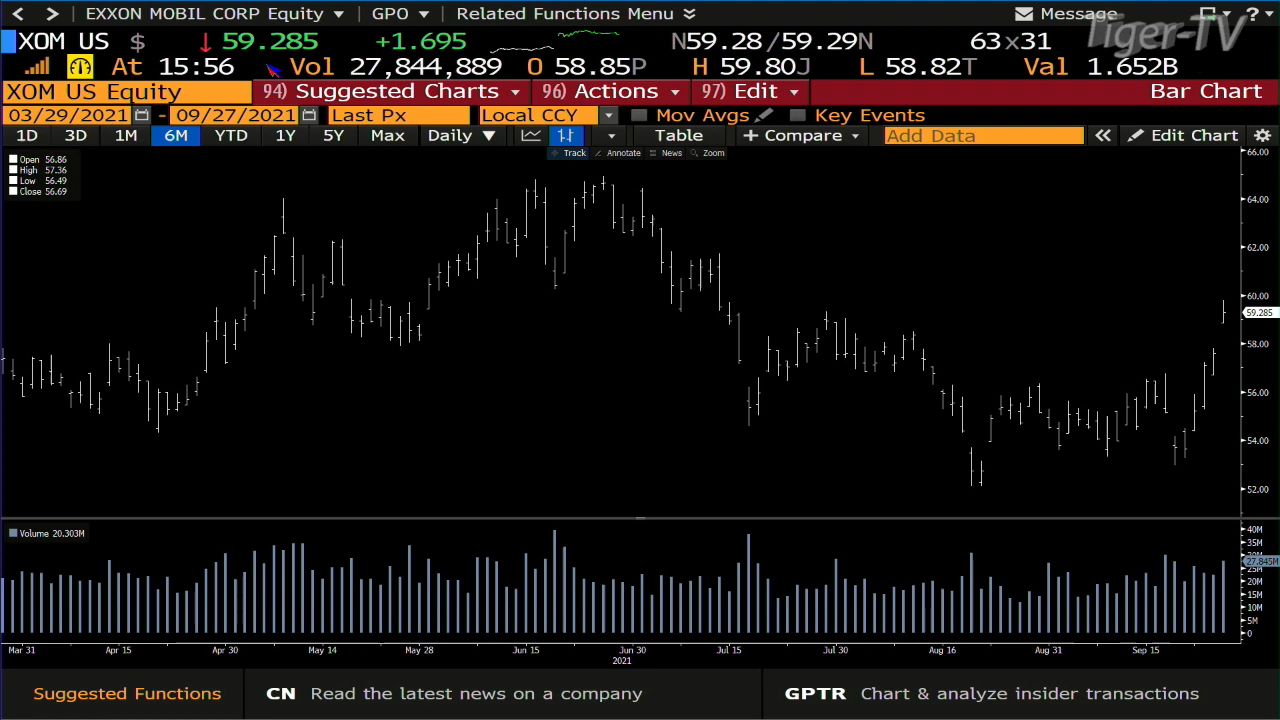 < > EXXON MOBIL CORP Equity GPO Related Functions Menu Message ?
XOM US $ ↓ 59.285 +1.695 N59.28 / 59.29N 63 x 31 Tiger-TV
At 15:56 Vol 27,844,889 O 58.85P H 59.80J L 58.82T Val 1.652B
XOM US Equity 94) Suggested Charts 96) Actions 97) Edit Bar Chart
03/29/2021 - 09/27/2021 Last Px Local CCY Mov Avgs Key Events
1D 3D 1M 6M YTD 1Y 5Y Max Daily ▼ Table + Compare Add Data « Edit Chart
Track Annotate News Zoom
Open 56.86
High 57.36
Low 56.49
Close 56.69
66.00
64.00
62.00
60.00
59.285
58.00
56.00
54.00
52.00
Volume 20.303M
40M
35M
30M
27.845M
25M
20M
15M
10M
5M
0
Mar 31 Apr 15 Apr 30 May 14 May 28 Jun 15 Jun 30 Jul 15 Jul 30 Aug 16 Aug 31 Sep 15
2021
Suggested Functions CN Read the latest news on a company GPTR Chart & analyze insider transactions